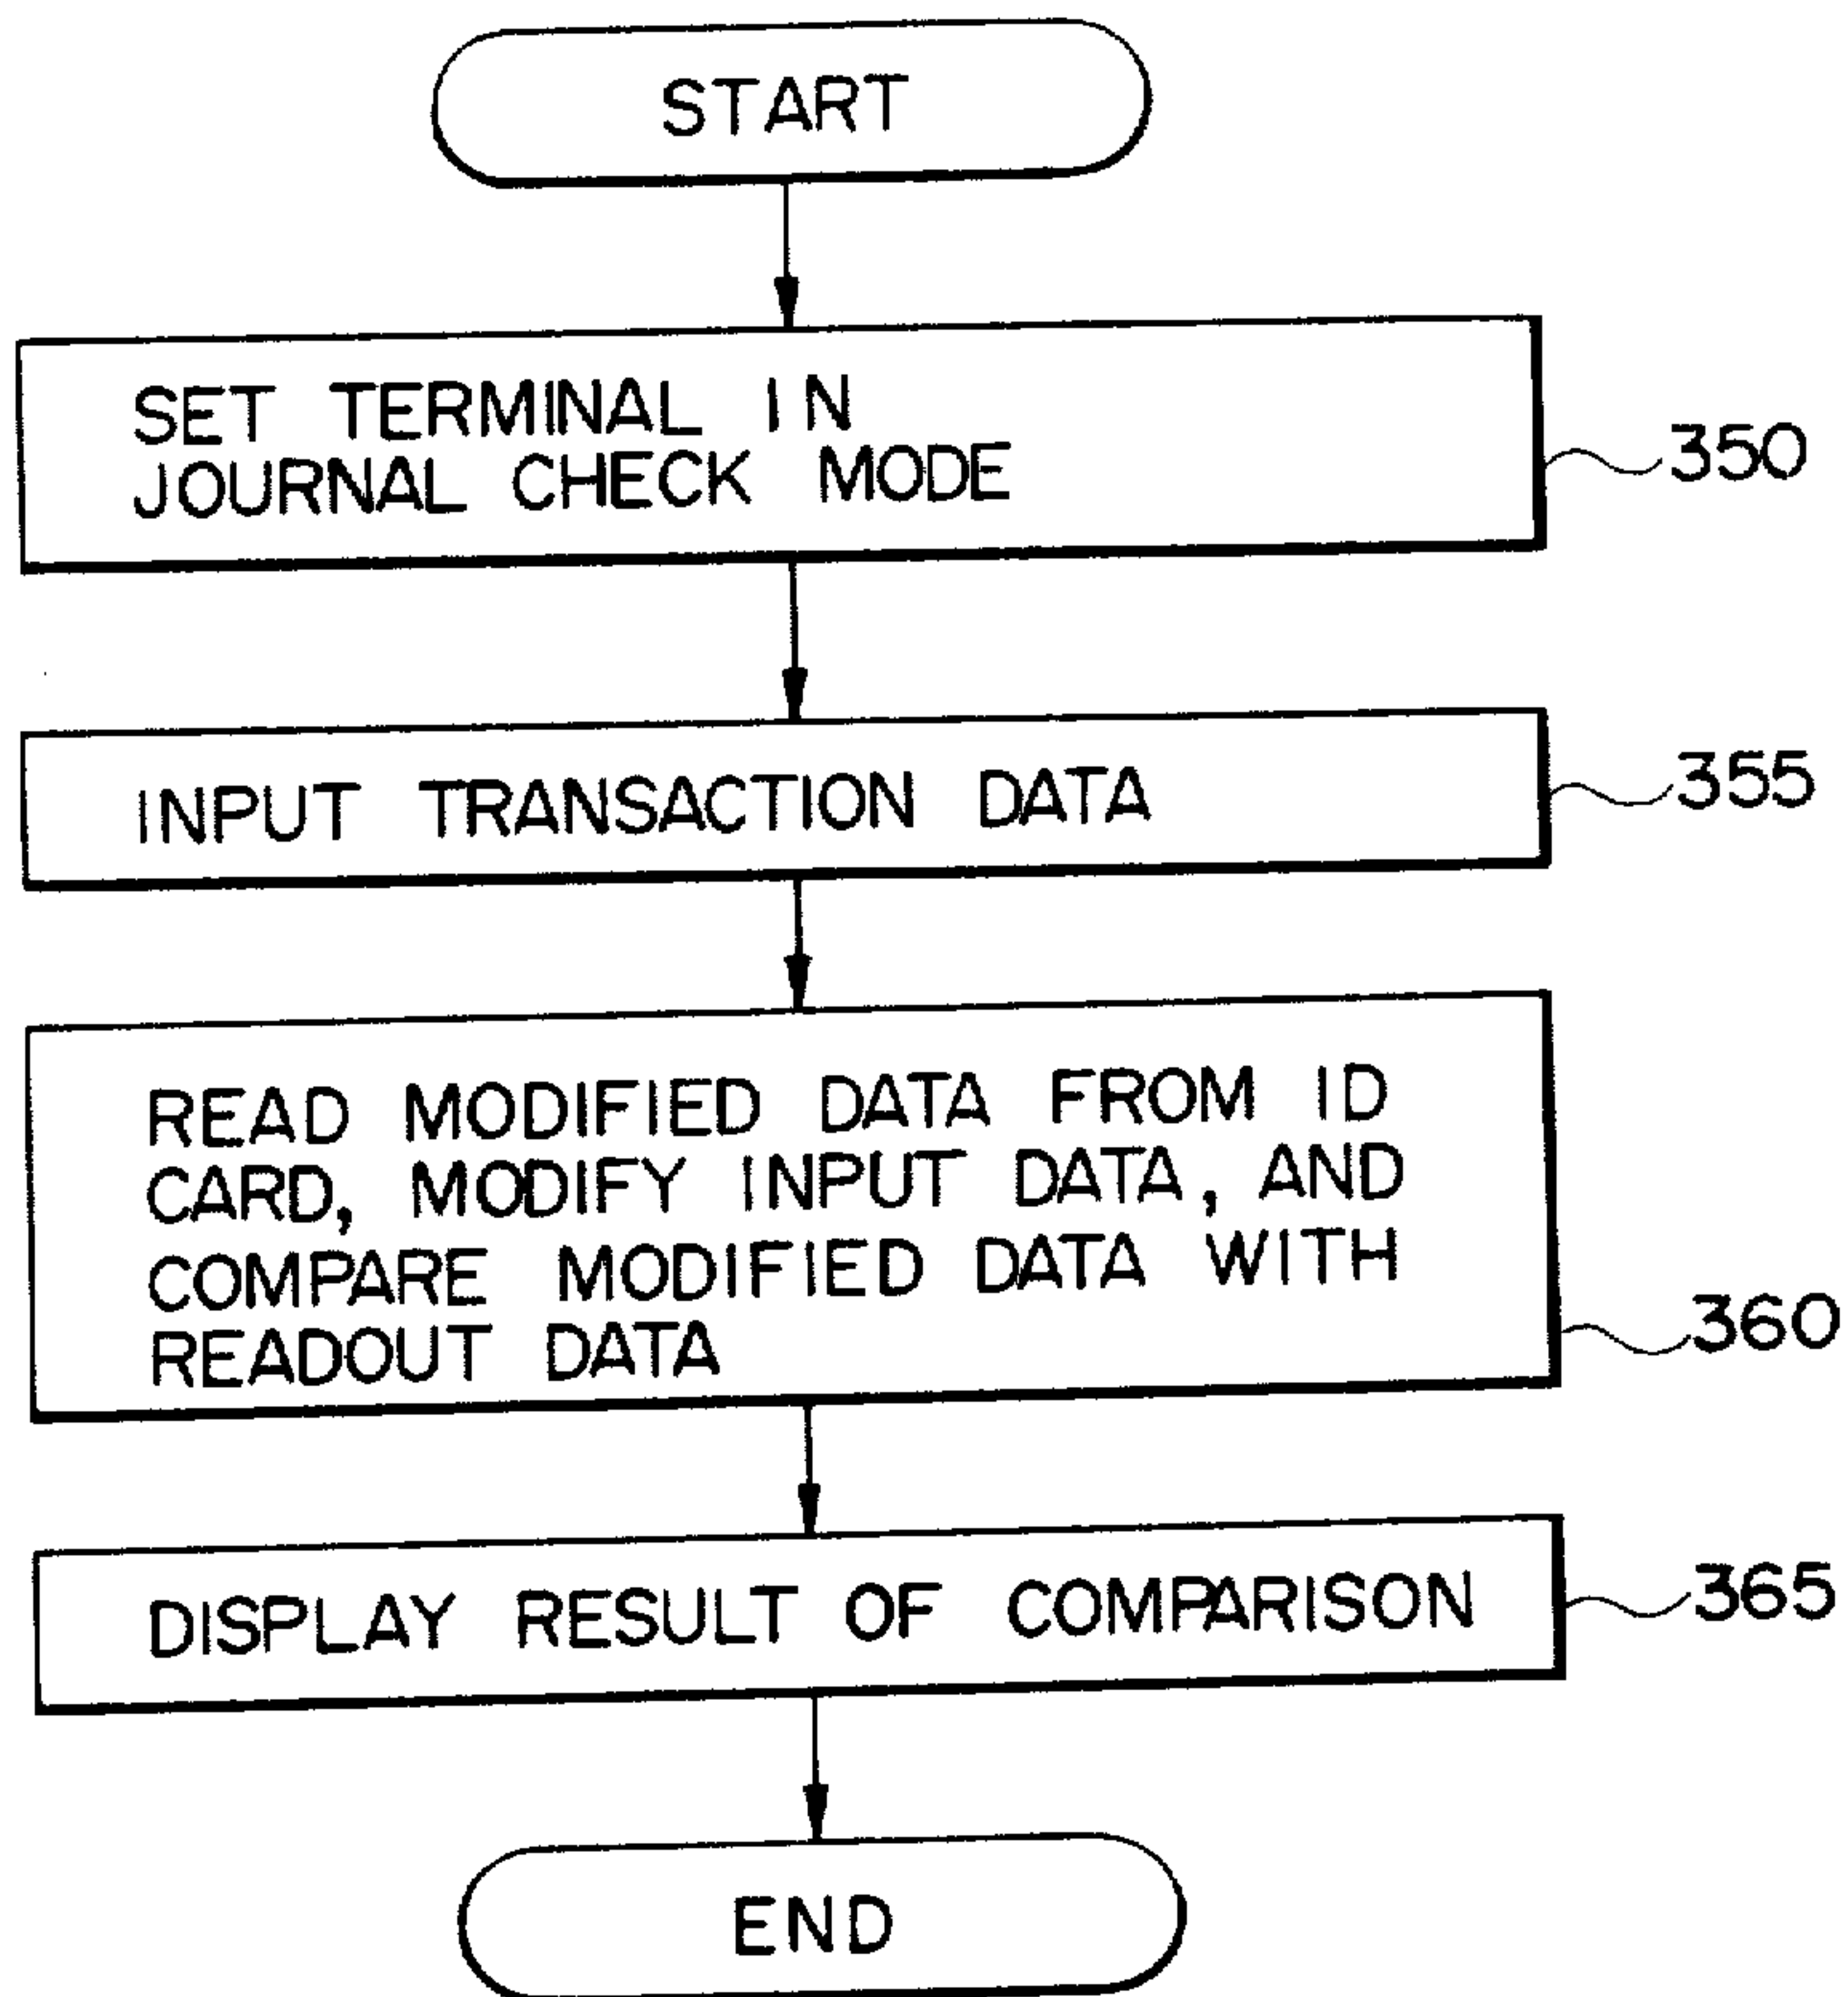 START
SET TERMINAL IN
JOURNAL CHECK MODE
350
INPUT TRANSACTION DATA
355
READ MODIFIED DATA FROM ID
CARD, MODIFY INPUT DATA, AND
COMPARE MODIFIED DATA WITH
READOUT DATA
360
DISPLAY RESULT OF COMPARISON
365
END